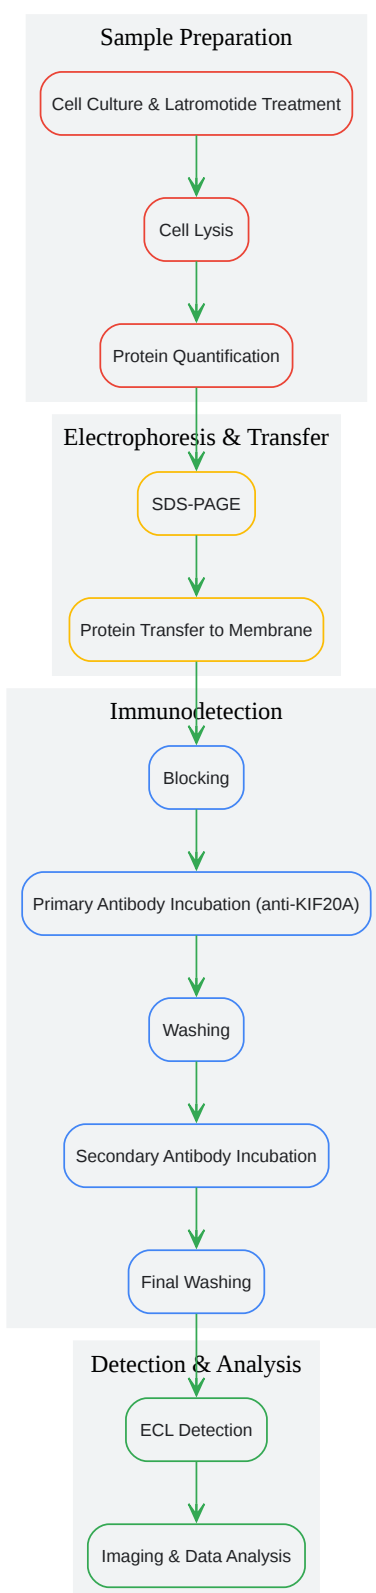 Sample Preparation
Cell Culture & Latromotide Treatment
Cell Lysis
Protein Quantification
Electrophoresis & Transfer
SDS-PAGE
Protein Transfer to Membrane
Immunodetection
Blocking
Primary Antibody Incubation (anti-KIF20A)
Washing
Secondary Antibody Incubation
Final Washing
Detection & Analysis
ECL Detection
Imaging & Data Analysis